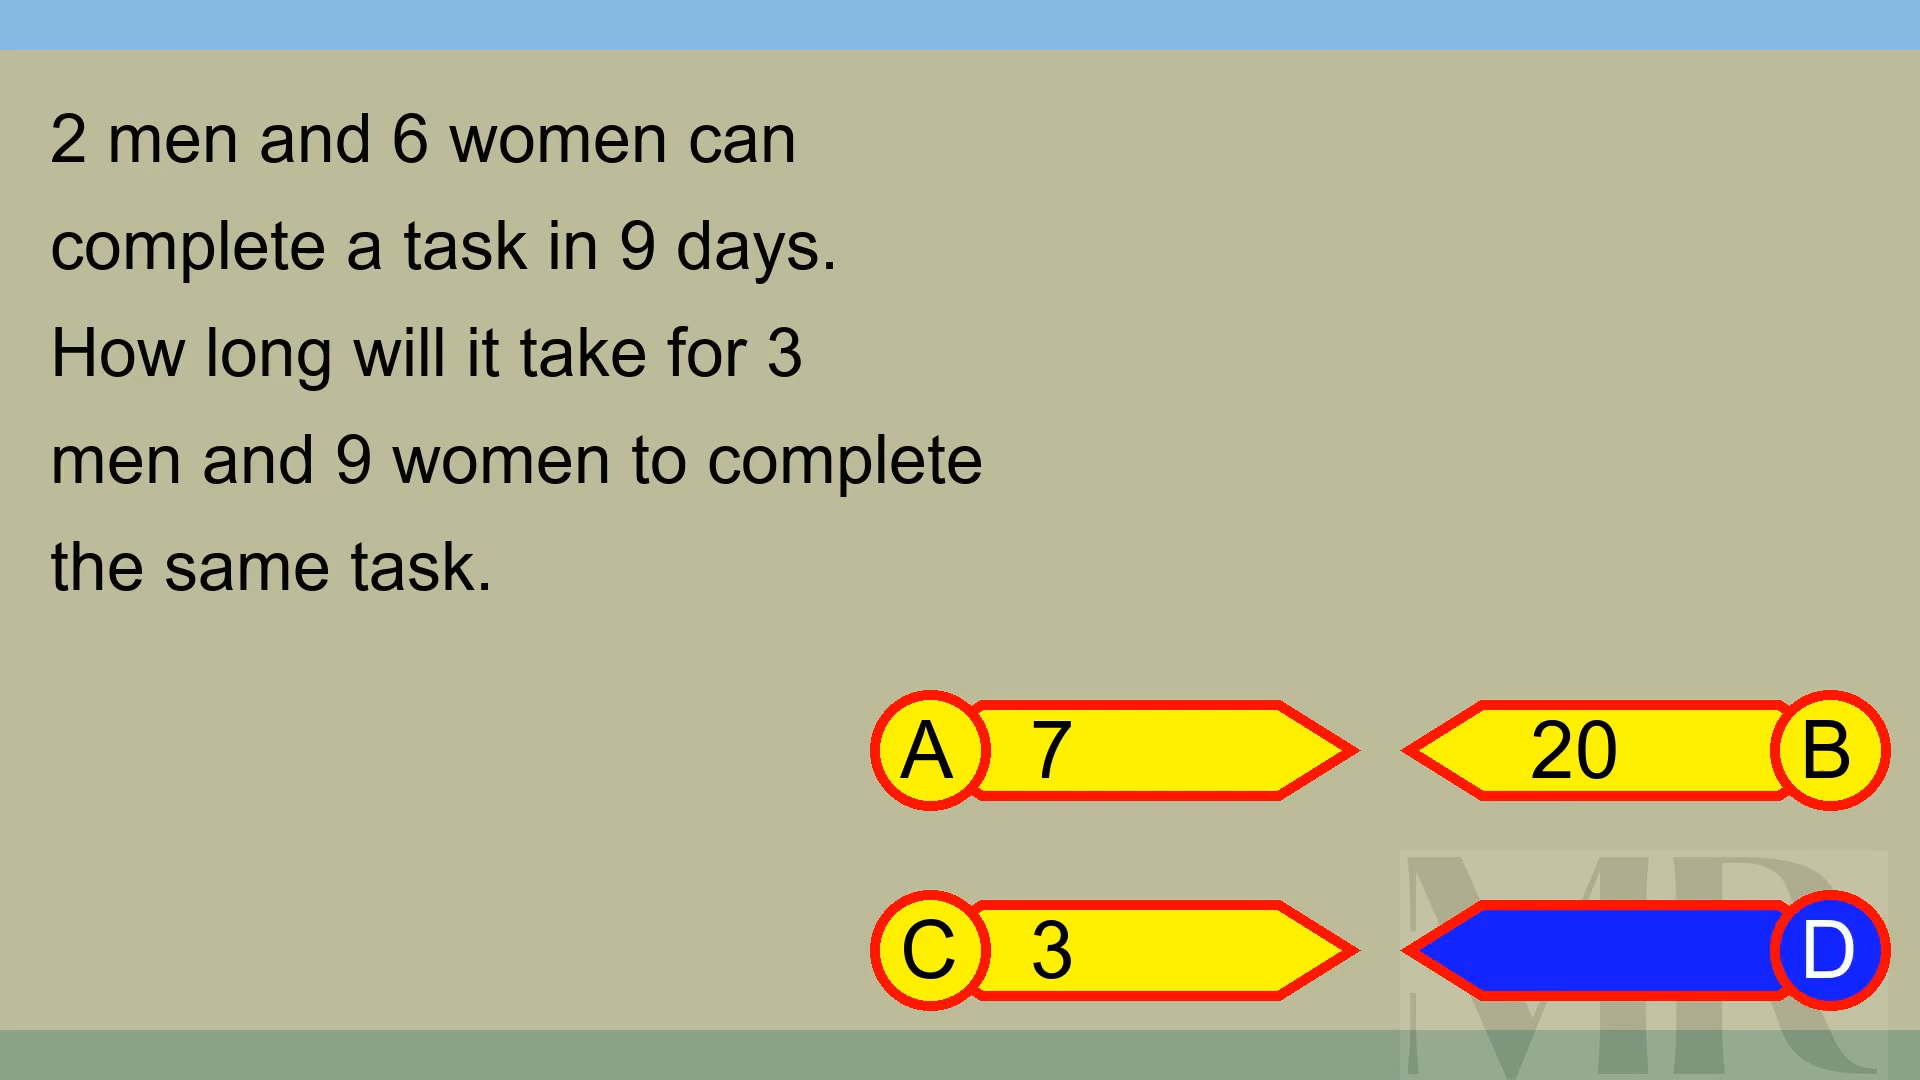 2 men and 6 women can
complete a task in 9 days.
How long will it take for 3
men and 9 women to complete
the same task.
A 7
20 B
C 3
D
MR